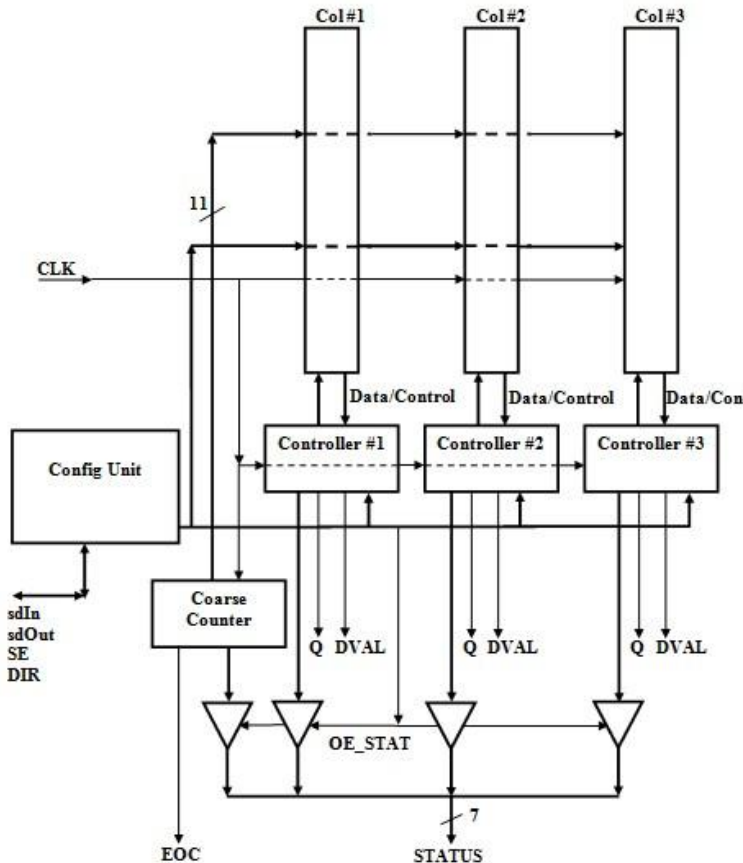 Col#1
Col#2
Col#3
11
CLK
Data/Control
Data/Control
Data/Con
Config Unit
Controller #1
Controller #2
Controller #3
sdIn
sdOut
SE
DIR
Coarse
Counter
Q DVAL
Q DVAL
Q DVAL
OE_STAT
7
EOC
STATUS